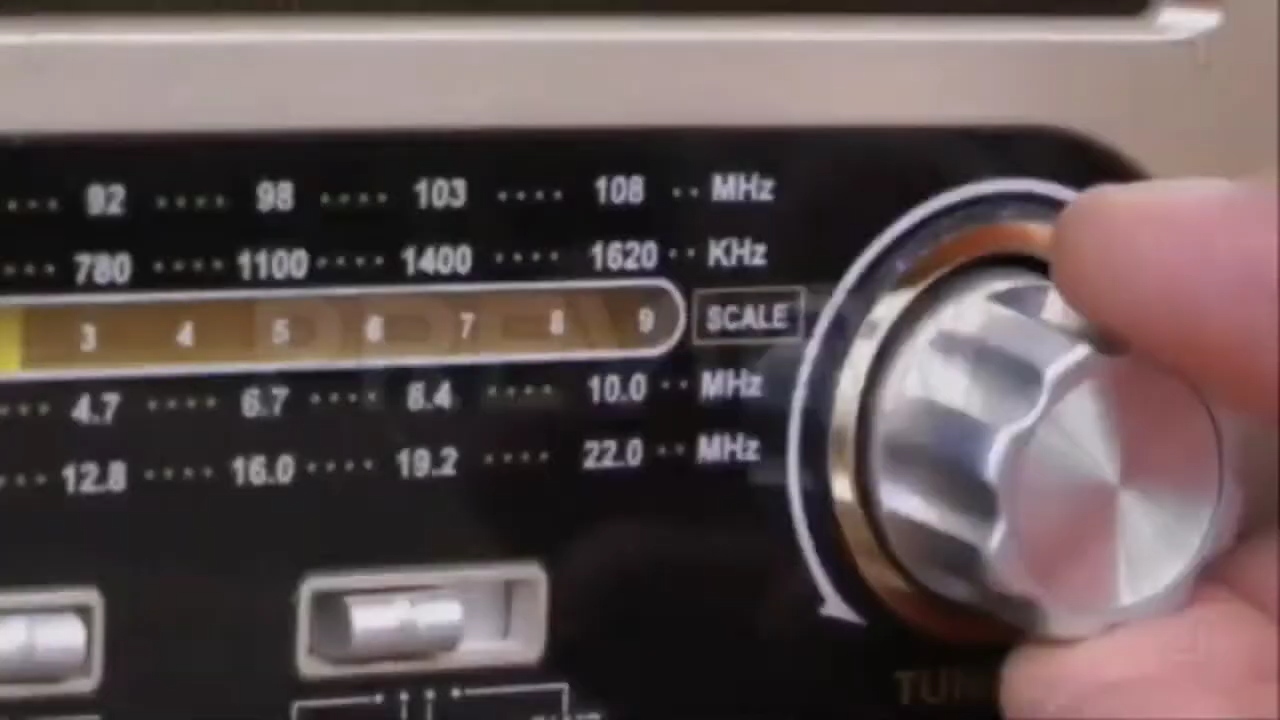 92 98 103 108 MHz
780 1100 1400 1620 KHz
3 4 5 6 7 8 9 SCALE
4.7 6.7 8.4 10.0 MHz
12.8 16.0 19.2 22.0 MHz